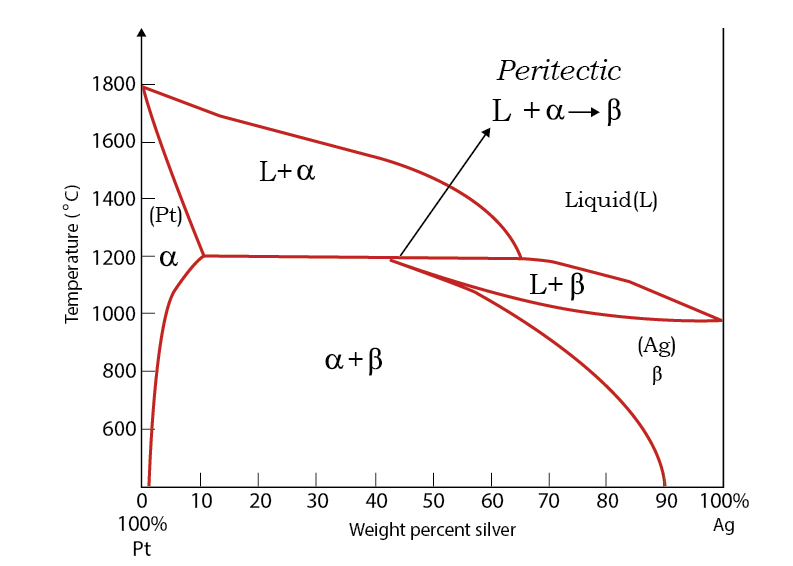 Peritectic
L + α → β
1800
1600
1400
1200
1000
800
600
Temperature (°C)
L+α
Liquid(L)
(Pt)
α
L+β
(Ag)
β
α+β
0 10 20 30 40 50 60 70 80 90 100%
100% Weight percent silver Ag
Pt